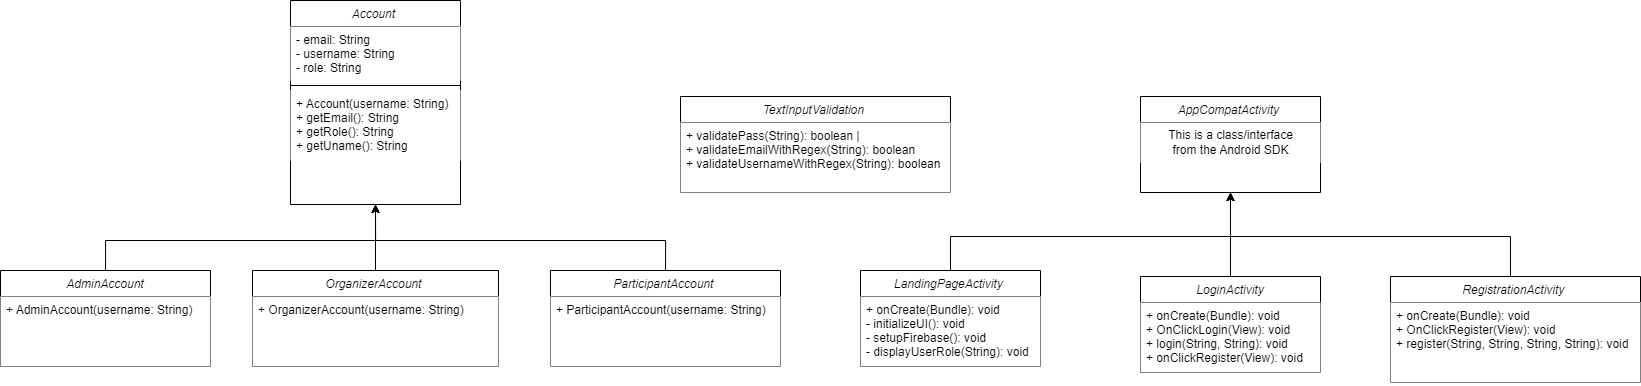 Account
- email: String
- username: String
- role: String
+ Account(username: String)
+ getEmail(): String
+ getRole(): String
+ getUname(): String
TextInputValidation
+ validatePass(String): boolean |
+ validateEmailWithRegex(String): boolean
+ validateUsernameWithRegex(String): boolean
AppCompatActivity
This is a class/interface
from the Android SDK
AdminAccount
+ AdminAccount(username: String)
OrganizerAccount
+ OrganizerAccount(username: String)
ParticipantAccount
+ ParticipantAccount(username: String)
LandingPageActivity
+ onCreate(Bundle): void
- initializeUI(): void
- setupFirebase(): void
- displayUserRole(String): void
LoginActivity
+ onCreate(Bundle): void
+ OnClickLogin(View): void
+ login(String, String): void
+ onClickRegister(View): void
RegistrationActivity
+ onCreate(Bundle): void
+ OnClickRegister(View): void
+ register(String, String, String, String): void